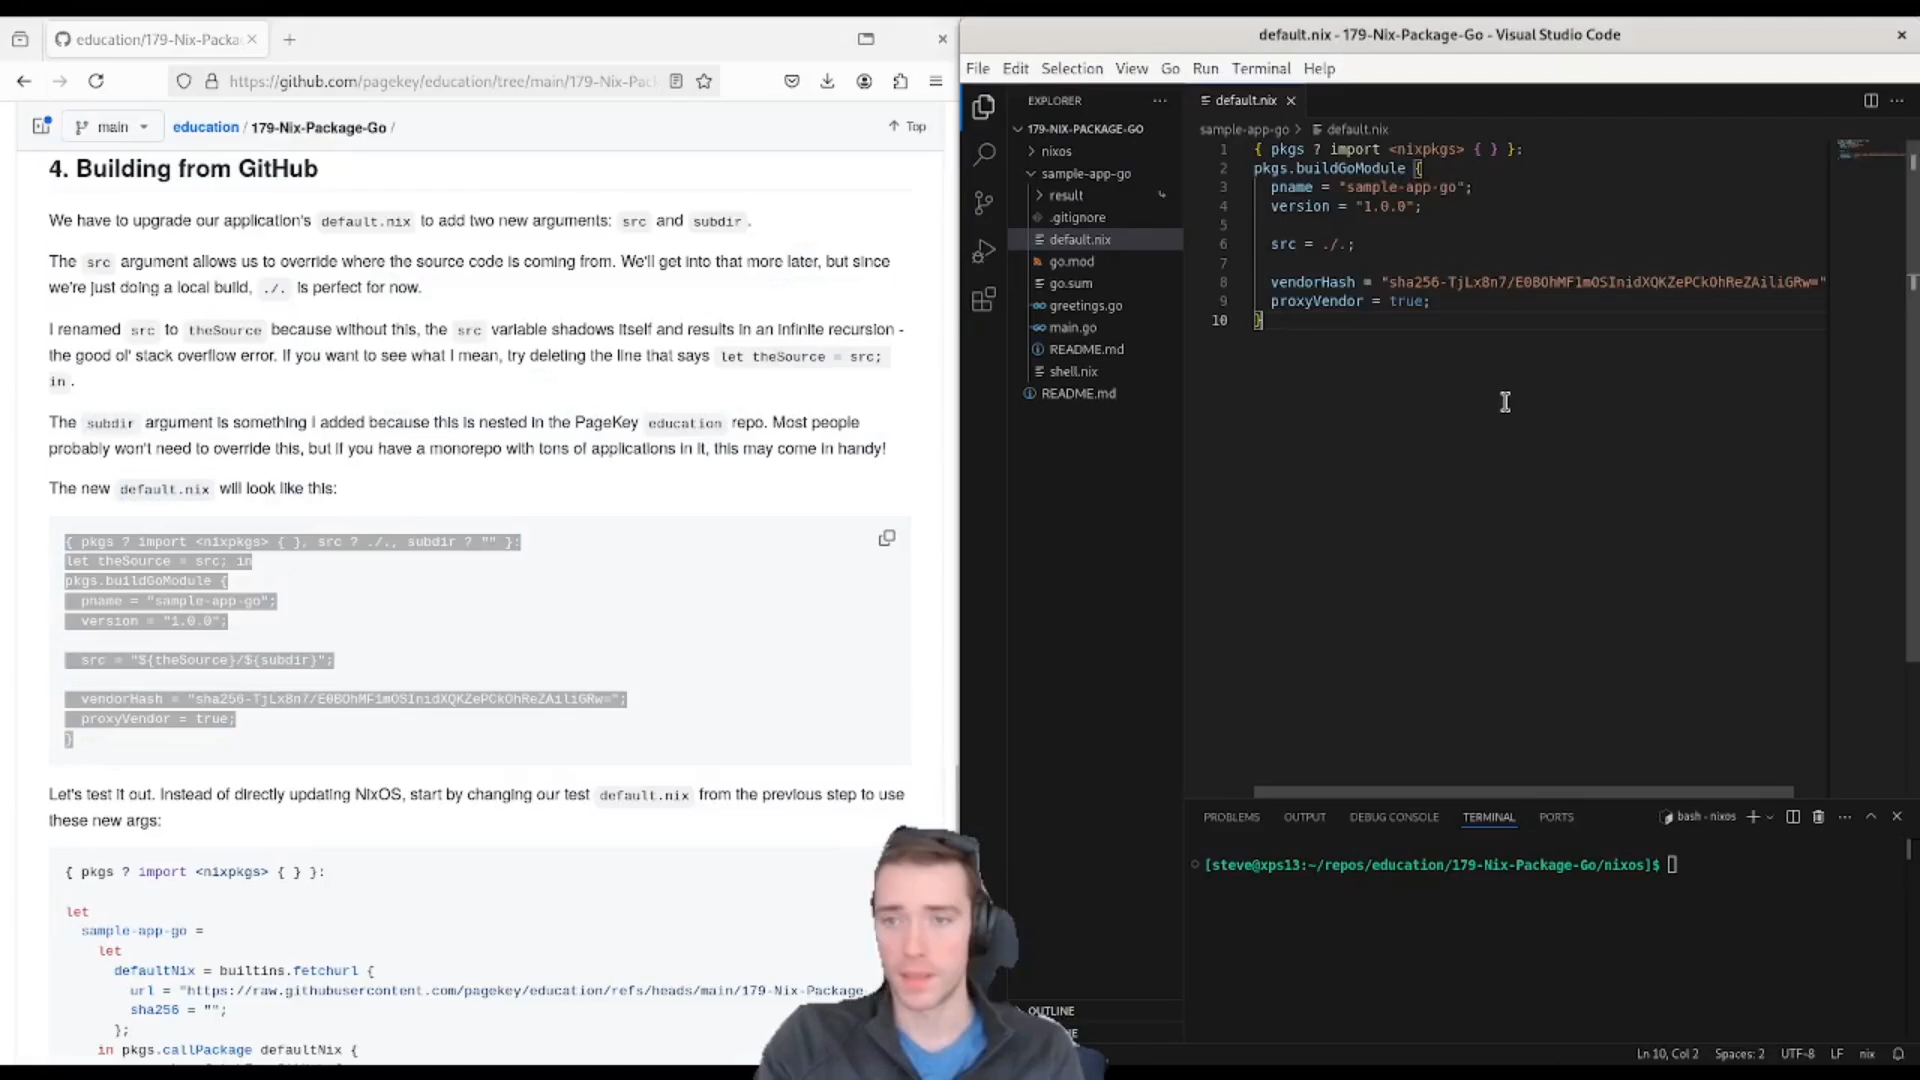 education/179-Nix-Packa
https://github.com/pagekey/education/tree/main/179-Nix-Pac
main
education / 179-Nix-Package-Go /
Top
4. Building from GitHub
We have to upgrade our application's default.nix to add two new arguments: src and subdir .
The src argument allows us to override where the source code is coming from. We'll get into that more later, but since
we're just doing a local build, ./. is perfect for now.
I renamed src to theSource because without this, the src variable shadows itself and results in an infinite recursion -
the good ol' stack overflow error. If you want to see what I mean, try deleting the line that says let theSource = src;
in .
The subdir argument is something I added because this is nested in the PageKey education repo. Most people
probably won't need to override this, but if you have a monorepo with tons of applications in it, this may come in handy!
The new default.nix will look like this:
{ pkgs ? import <nixpkgs> { }, src ? ./., subdir ? "" }:
let theSource = src; in
pkgs.buildGoModule {
pname = "sample-app-go";
version = "1.0.0";
src = "${theSource}/${subdir}";
vendorHash = "sha256-TjLx8n7/E0BOhMF1mOSInidXQKZePCkOhReZAiliGRw=";
proxyVendor = true;
}
Let's test it out. Instead of directly updating NixOS, start by changing our test default.nix from the previous step to use
these new args:
{ pkgs ? import <nixpkgs> { } }:
let
sample-app-go =
let
defaultNix = builtins.fetchurl {
url = "https://raw.githubusercontent.com/pagekey/education/refs/heads/main/179-Nix-Package
sha256 = "";
};
in pkgs.callPackage defaultNix {
default.nix - 179-Nix-Package-Go - Visual Studio Code
File Edit Selection View Go Run Terminal Help
EXPLORER
179-NIX-PACKAGE-GO
nixos
sample-app-go
result
.gitignore
default.nix
go.mod
go.sum
greetings.go
main.go
README.md
shell.nix
README.md
OUTLINE
default.nix
sample-app-go > default.nix
1 { pkgs ? import <nixpkgs> { } }:
2 pkgs.buildGoModule {
3 pname = "sample-app-go";
4 version = "1.0.0";
5
6 src = ./.;
7
8 vendorHash = "sha256-TjLx8n7/E0BOhMF1mOSInidXQKZePCkOhReZAiliGRw="
9 proxyVendor = true;
10 }
PROBLEMS OUTPUT DEBUG CONSOLE TERMINAL PORTS
bash - nixos
[steve@xps13:~/repos/education/179-Nix-Package-Go/nixos]$
Ln 10, Col 2 Spaces: 2 UTF-8 LF nix